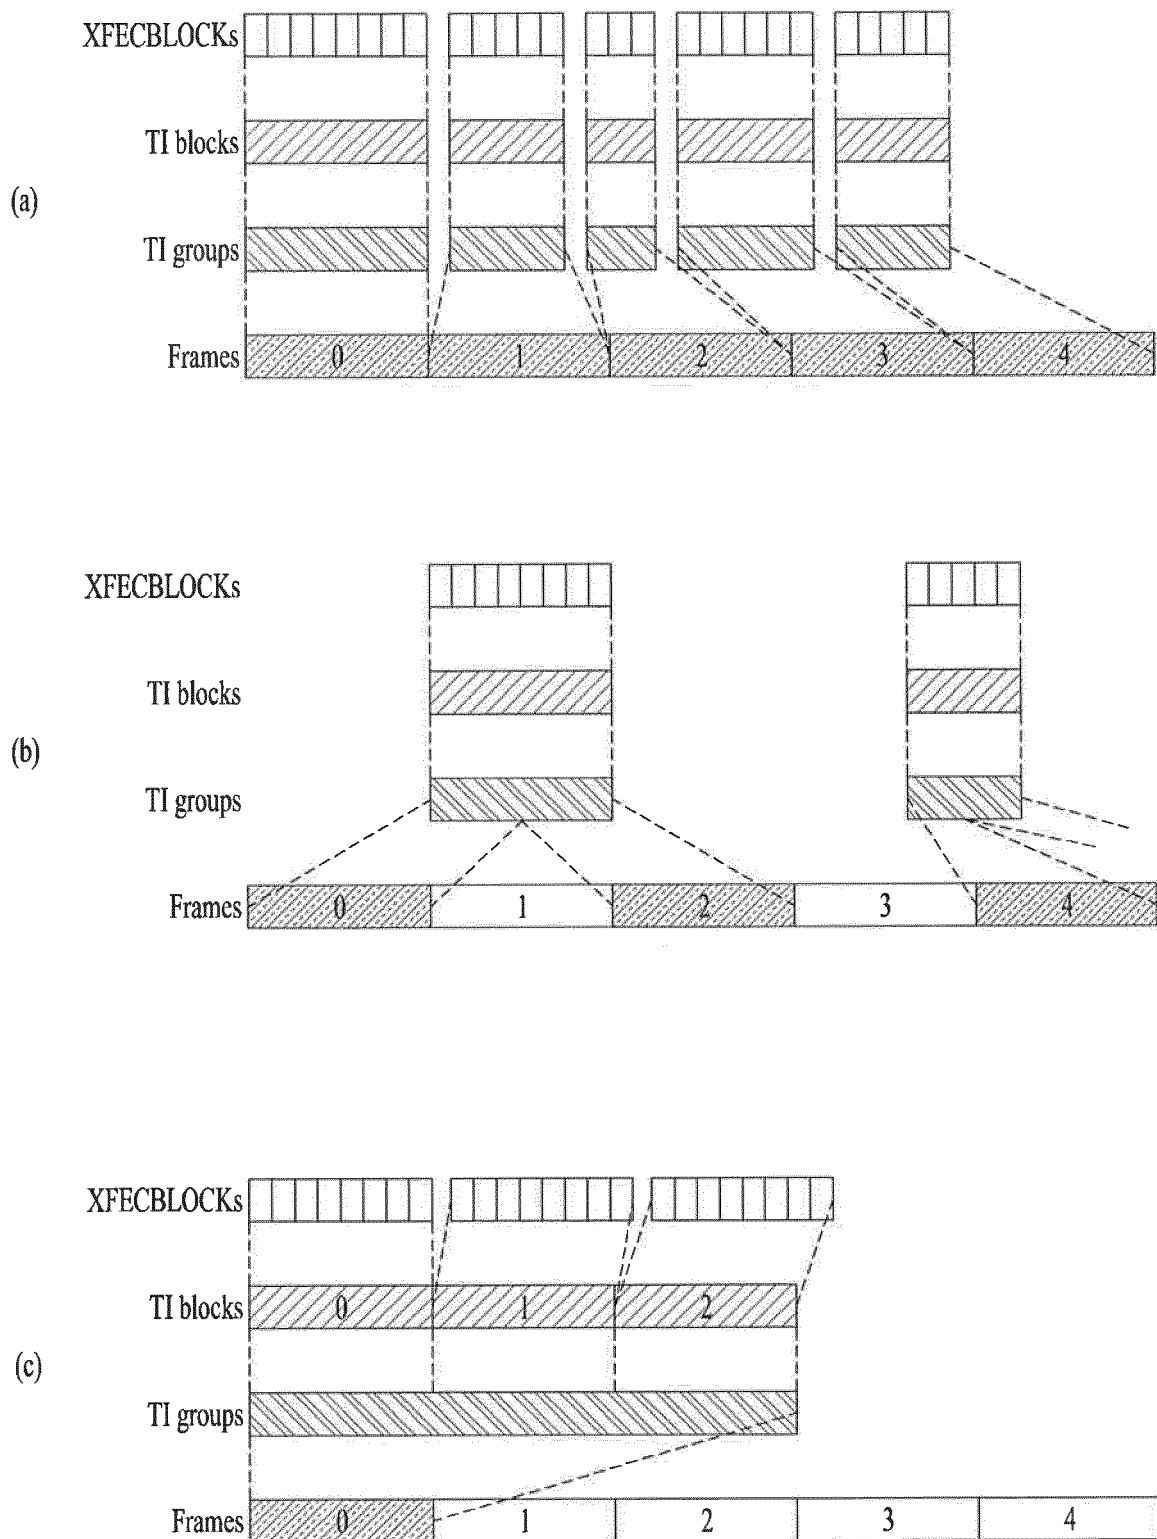 XFECBLOCKs
TI blocks
(a)
TI groups
Frames 0 1 2 3 4
XFECBLOCKs
TI blocks
(b)
TI groups
Frames 0 1 2 3 4
XFECBLOCKs
TI blocks 0 1 2
(c)
TI groups
Frames 0 1 2 3 4